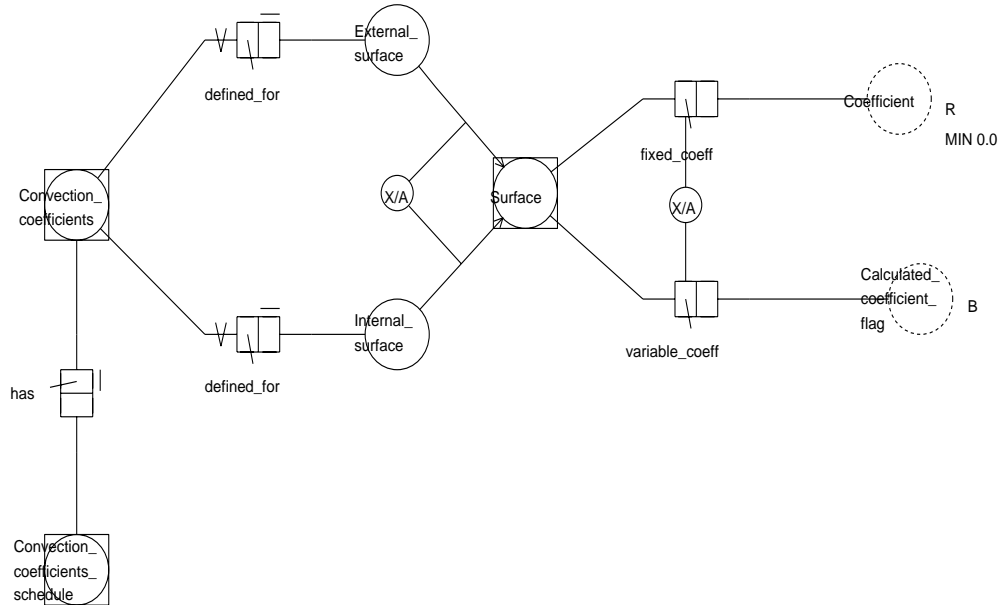 External_
surface
defined_for
Coefficient
R
MIN 0.0
fixed_coeff
Convection_
coefficients
X/A
Surface
X/A
Calculated_
coefficient_
flag
B
Internal_
surface
variable_coeff
defined_for
has
Convection_
coefficients_
schedule